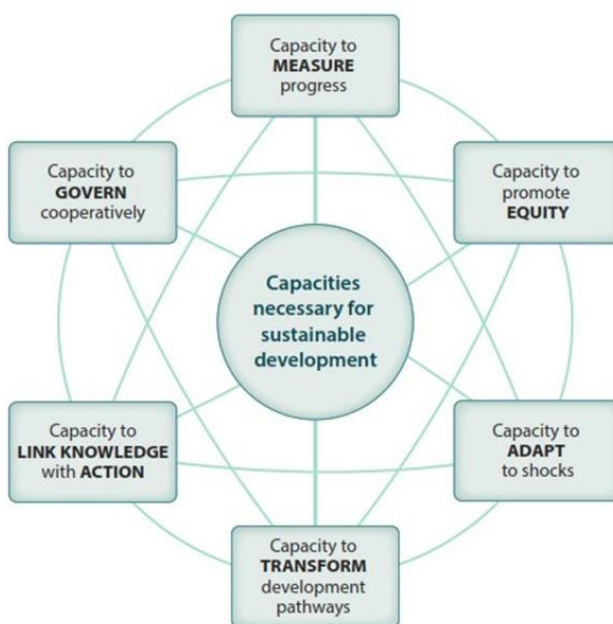 Capacity to
MEASURE
progress
Capacity to
GOVERN
cooperatively
Capacity to
promote
EQUITY
Capacities
necessary for
sustainable
development
Capacity to
LINK KNOWLEDGE
with ACTION
Capacity to
ADAPT
to shocks
Capacity to
TRANSFORM
development
pathways